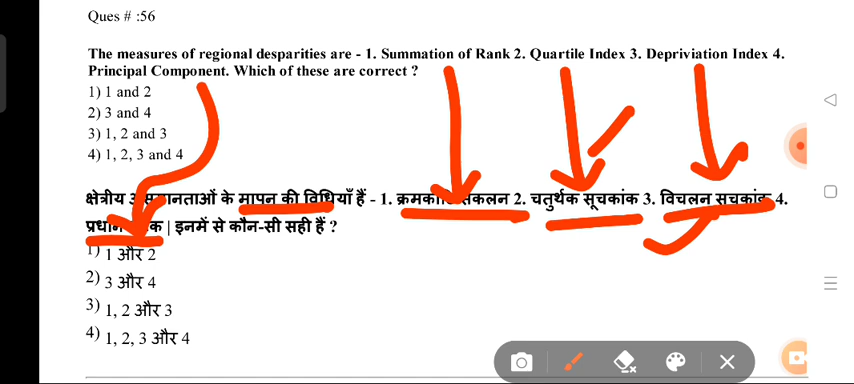 Ques # :56
The measures of regional desparities are - 1. Summation of Rank 2. Quartile Index 3. Depriviation Index 4.
Principal Component. Which of these are correct ?
1) 1 and 2
2) 3 and 4
3) 1, 2 and 3
4) 1, 2, 3 and 4
क्षेत्रीय के मापन की विधियाँ हैं - 1. 2. चतुर्थक सूचकांक 3. विचलन सूचकांक 4.
| इनमें से कौन-सी सही हैं ?
1) 1 और 2
2) 3 और 4
3) 1, 2 और 3
4) 1, 2, 3 और 4